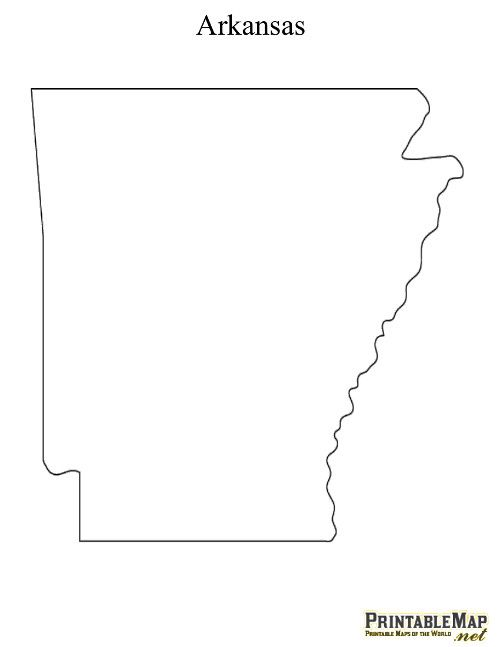 Arkansas
PRINTABLEMAP
PRINTABLE MAPS OF THE WORLD .net